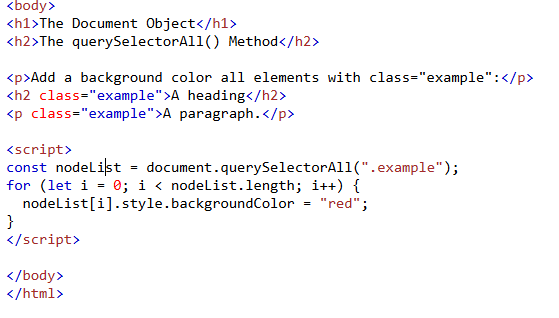 <body>
<h1>The Document Object</h1>
<h2>The querySelectorAll() Method</h2>
<p>Add a background color all elements with class="example":</p>
<h2 class="example">A heading</h2>
<p class="example">A paragraph.</p>
<script>
const nodeList = document.querySelectorAll(".example");
for (let i = 0; i < nodeList.length; i++) {
  nodeList[i].style.backgroundColor = "red";
}
</script>
</body>
</html>